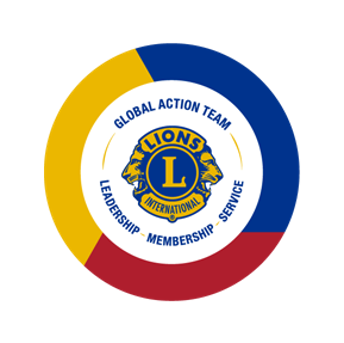 GLOBAL ACTION TEAM
LIONS
L
INTERNATIONAL
LEADERSHIP - MEMBERSHIP - SERVICE